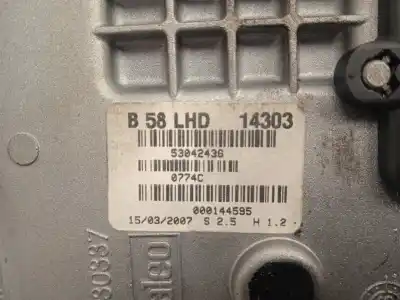 B 58 LHD 14303
53042436
0774C
000144595
15/03/2007 S 2.5 H 1.2